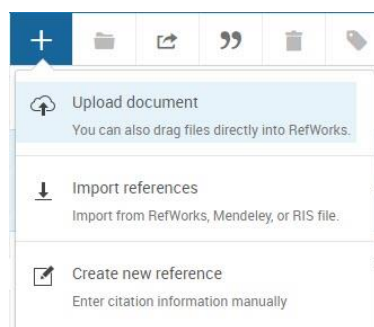 Upload document
You can also drag files directly into RefWorks.
Import references
Import from RefWorks, Mendeley, or RIS file.
Create new reference
Enter citation information manually